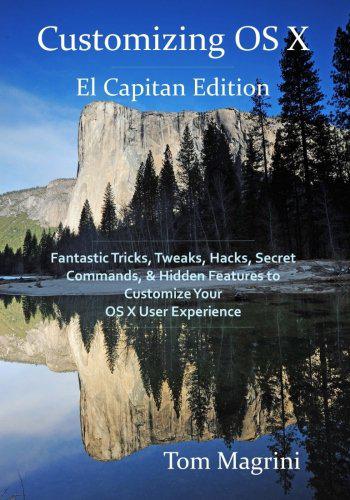 Customizing OS X
El Capitan Edition
Fantastic Tricks, Tweaks, Hacks, Secret
Commands, & Hidden Features to
Customize Your
OS X User Experience
Tom Magrini